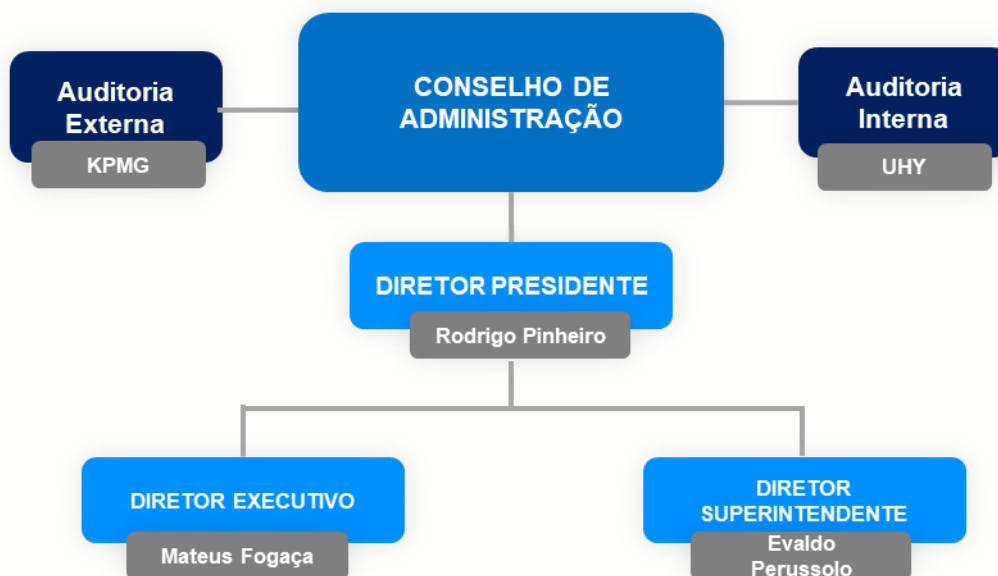 Auditoria
Externa
KPMG
CONSELHO DE
ADMINISTRAÇÃO
Auditoria
Interna
UHY
DIRETOR PRESIDENTE
Rodrigo Pinheiro
DIRETOR EXECUTIVO
Mateus Fogaça
DIRETOR
SUPERINTENDENTE
Evaldo
Perussolo